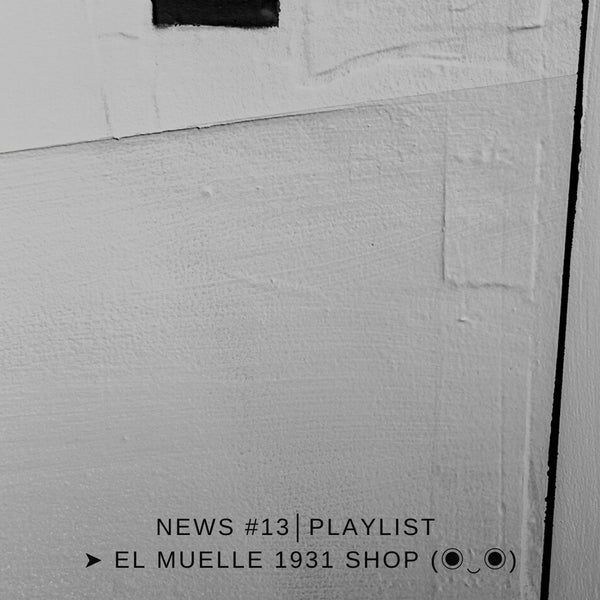 NEWS #13│PLAYLIST
➤ EL MUELLE 1931 SHOP (◉‿◉)